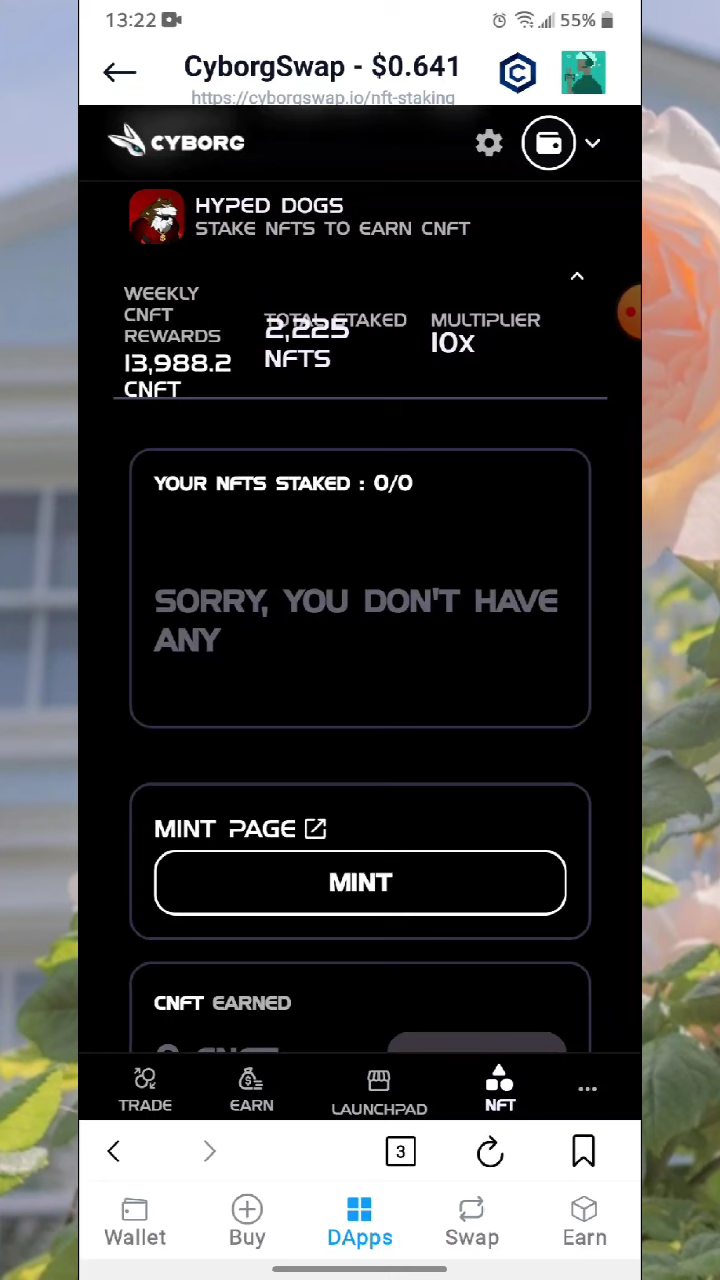 13:22
55%
CyborgSwap - $0.641
https://cyborgswap.io/nft-staking
CYBORG
HYPED DOGS
STAKE NFTS TO EARN CNFT
WEEKLY
CNFT
REWARDS
13,988.2
CNFT
TOTAL STAKED
2,225
NFTS
MULTIPLIER
10x
YOUR NFTS STAKED : 0/0
SORRY, YOU DON'T HAVE
ANY
MINT PAGE
MINT
CNFT EARNED
0 CNFT
TRADE
EARN
LAUNCHPAD
NFT
3
Wallet
Buy
DApps
Swap
Earn